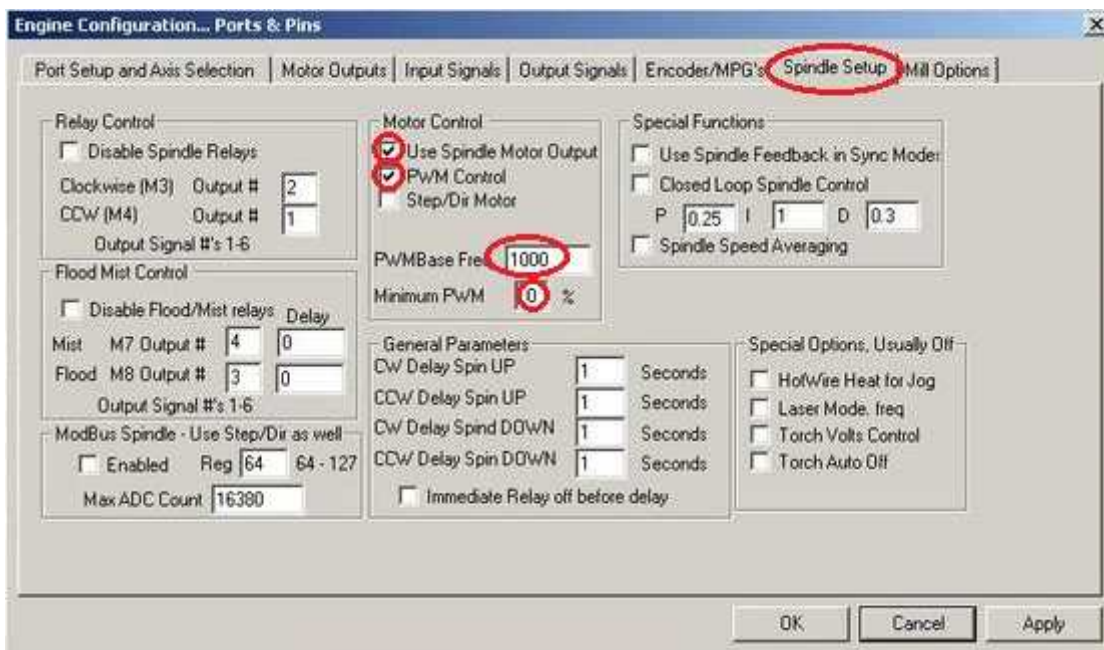 Engine Configuration... Ports & Pins
Port Setup and Axis Selection
Motor Outputs
Input Signals
Output Signals
Encoder/MPG's
Spindle Setup
Mill Options
Relay Control
Disable Spindle Relays
Clockwise (M3) Output # 2
CCW (M4) Output # 1
Output Signal #'s 1-6
Flood Mist Control
Disable Flood/Mist relays Delay
Mist M7 Output # 4 0
Flood M8 Output # 3 0
Output Signal #'s 1-6
ModBus Spindle - Use Step/Dir as well
Enabled Reg 64 64 - 127
Max ADC Count 16380
Motor Control
Use Spindle Motor Output
PWM Control
Step/Dir Motor
PWMBase Freq 1000
Minimum PWM 0 %
General Parameters
CW Delay Spin UP 1 Seconds
CCW Delay Spin UP 1 Seconds
CW Delay Spind DOWN 1 Seconds
CCW Delay Spin DOWN 1 Seconds
Immediate Relay off before delay
Special Functions
Use Spindle Feedback in Sync Modes
Closed Loop Spindle Control
P 0.25 I 1 D 0.3
Spindle Speed Averaging
Special Options, Usually Off
HotWire Heat for Jog
Laser Mode. freq
Torch Volts Control
Torch Auto Off
OK
Cancel
Apply